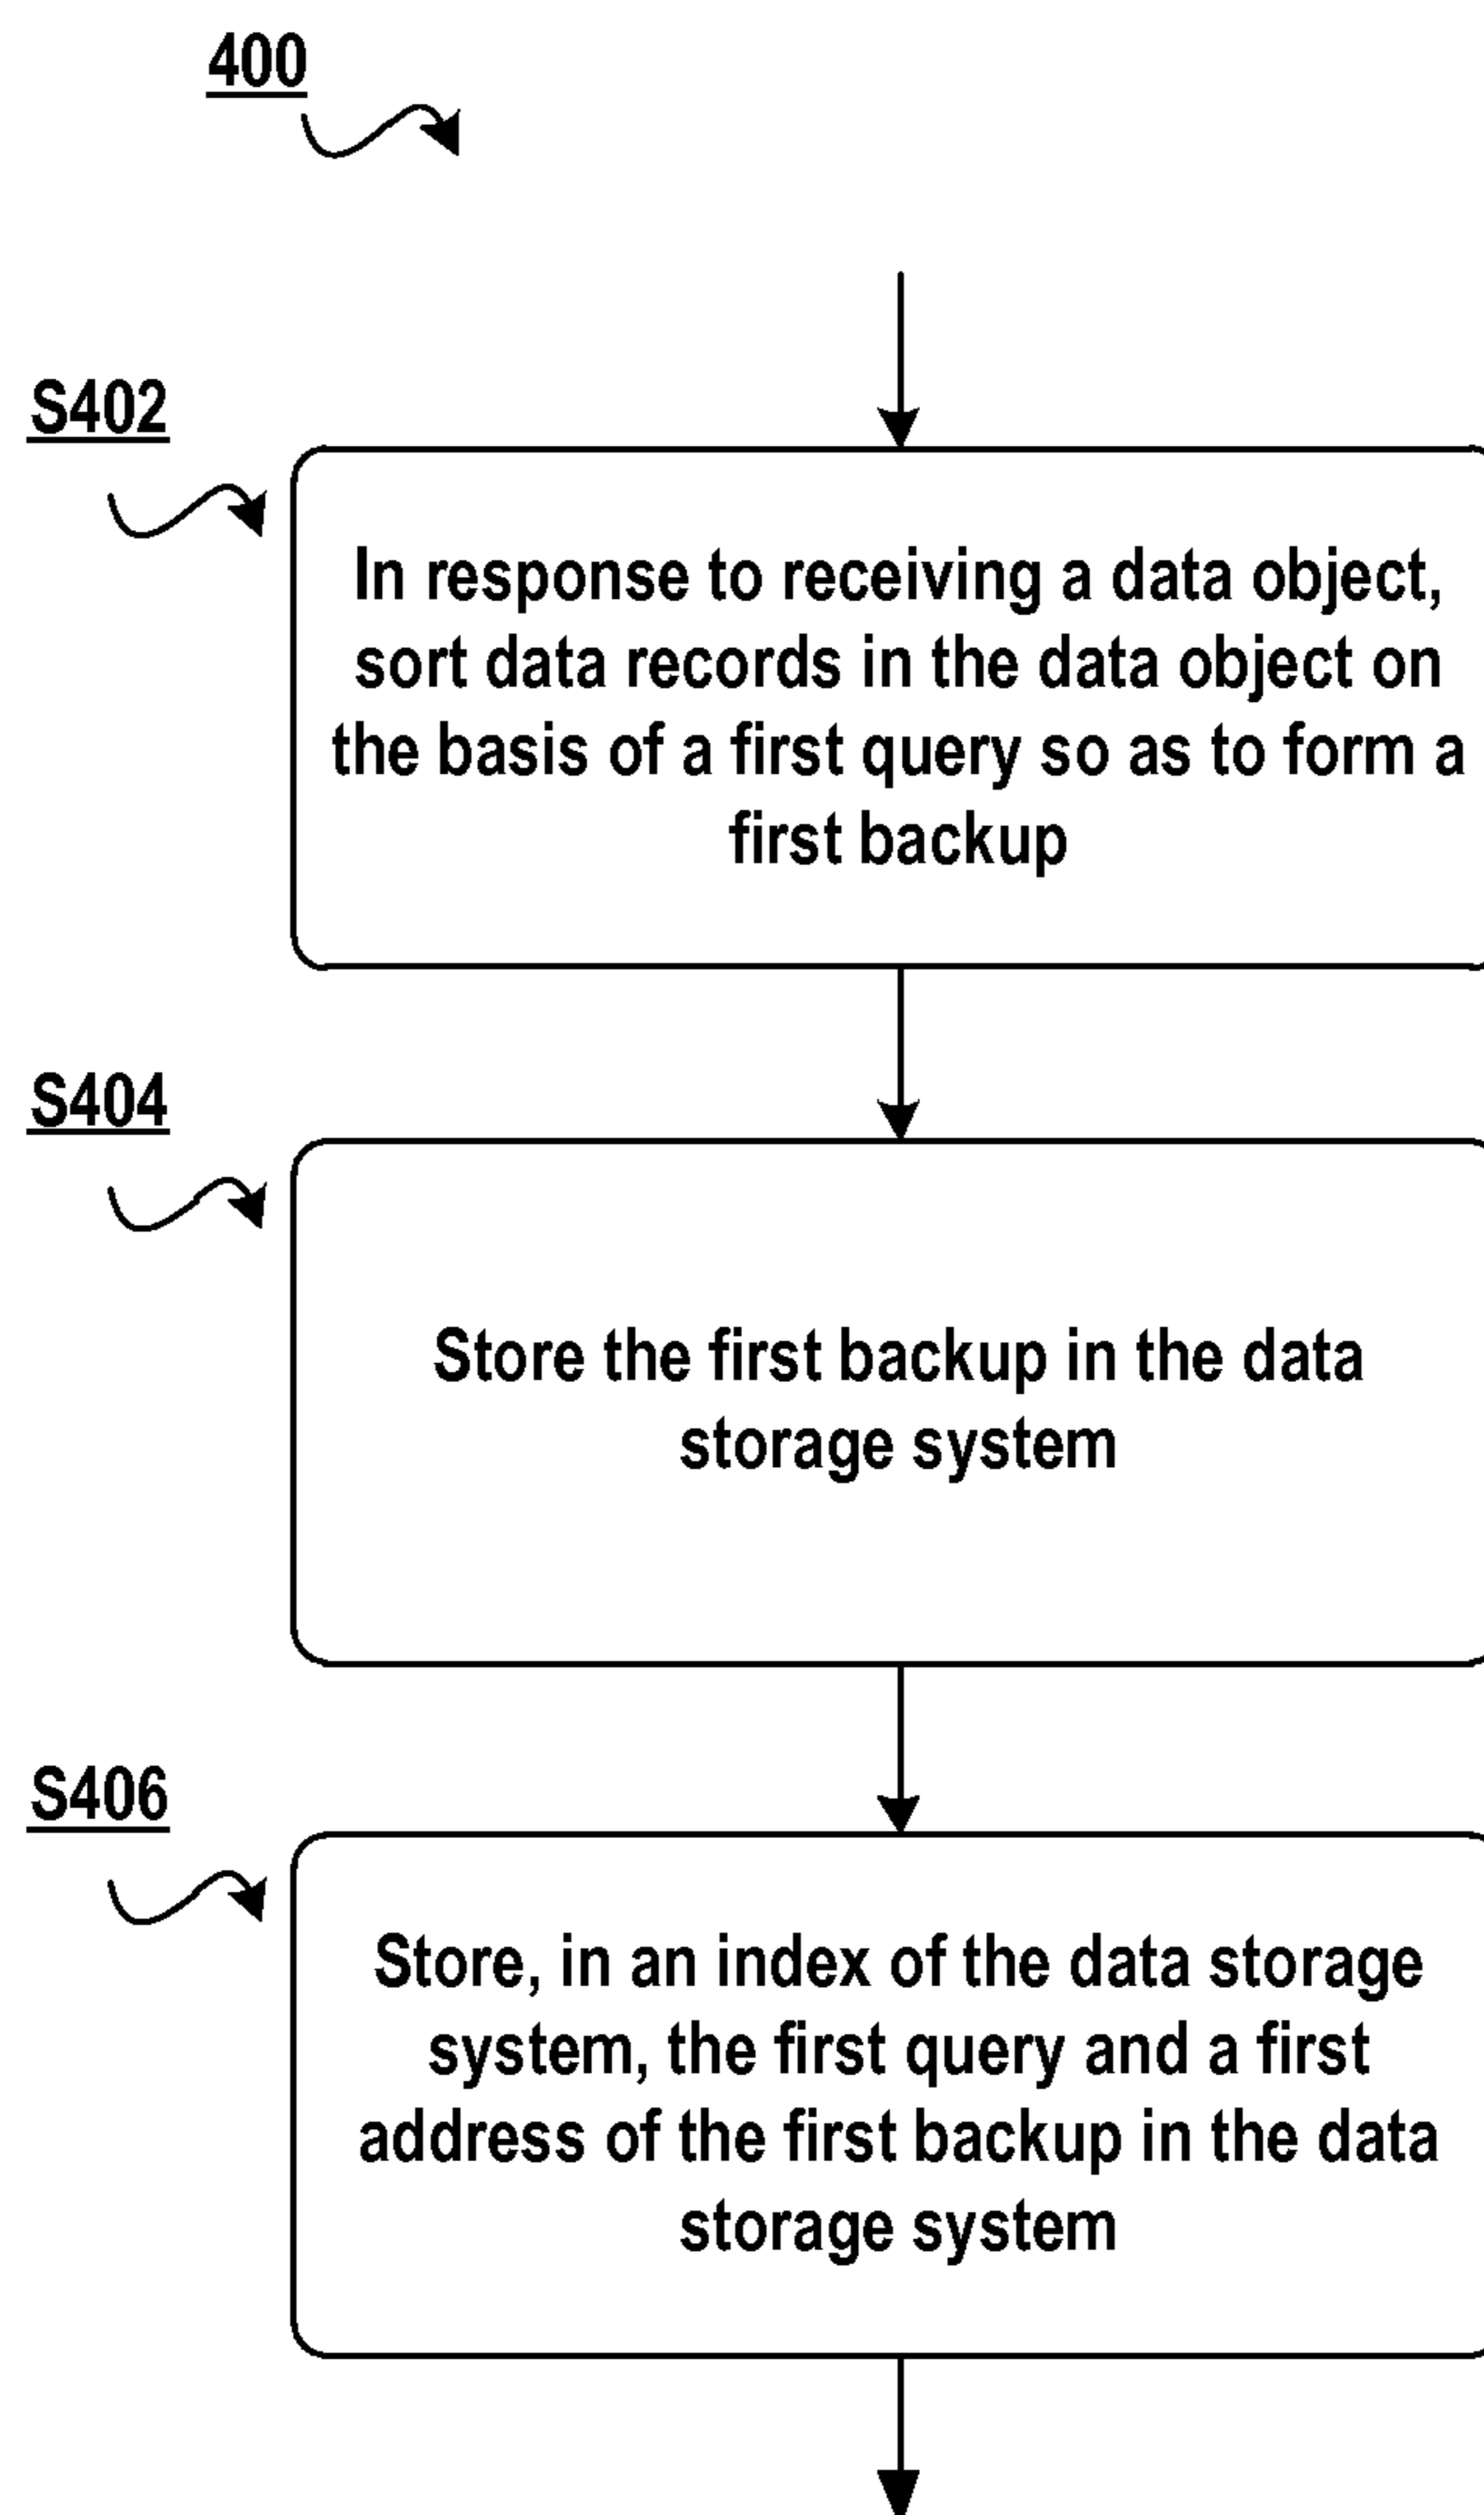 400
S402
In response to receiving a data object,
sort data records in the data object on
the basis of a first query so as to form a
first backup
S404
Store the first backup in the data
storage system
S406
Store, in an index of the data storage
system, the first query and a first
address of the first backup in the data
storage system